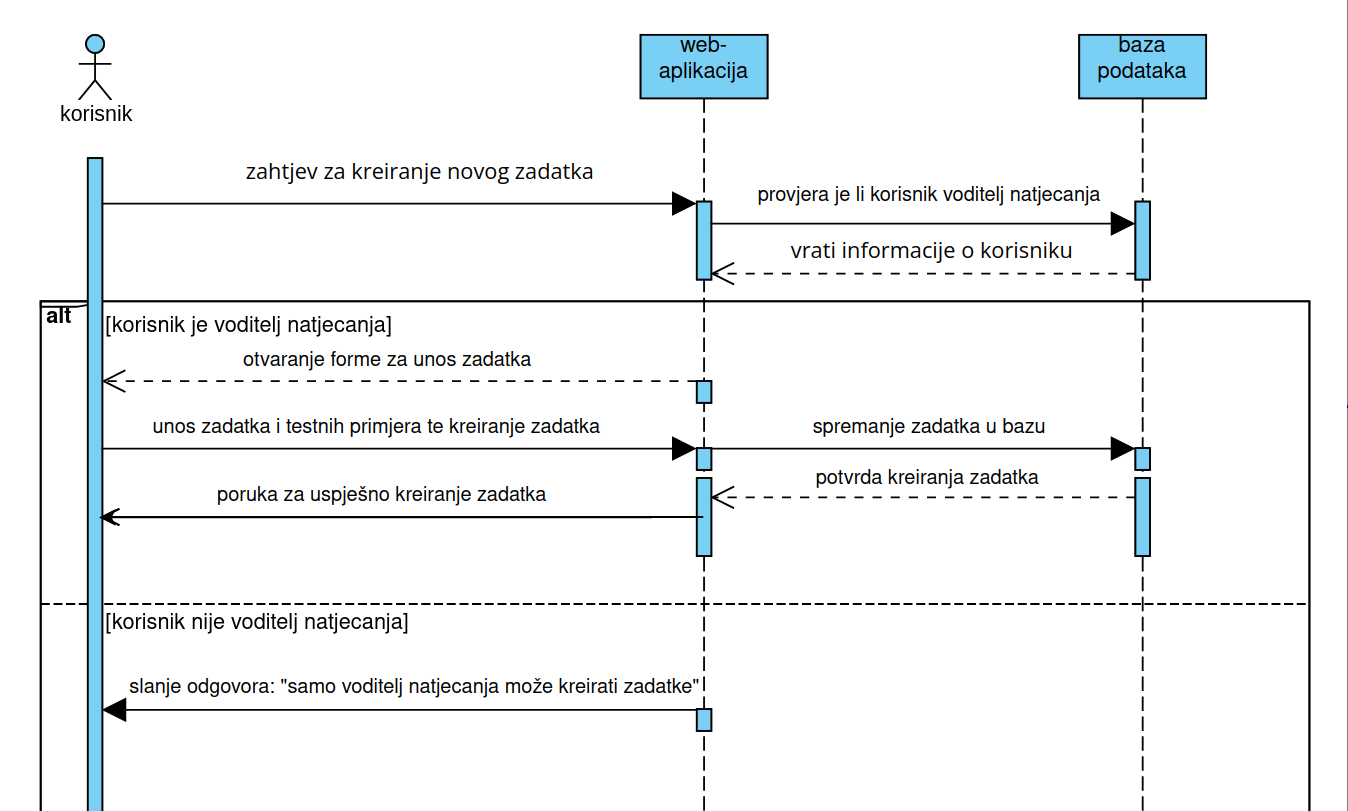 korisnik
web-
aplikacija
baza
podataka
zahtjev za kreiranje novog zadatka
provjera je li korisnik voditelj natjecanja
vrati informacije o korisniku
alt
[korisnik je voditelj natjecanja]
otvaranje forme za unos zadatka
unos zadatka i testnih primjera te kreiranje zadatka
spremanje zadatka u bazu
potvrda kreiranja zadatka
poruka za uspješno kreiranje zadatka
[korisnik nije voditelj natjecanja]
slanje odgovora: "samo voditelj natjecanja može kreirati zadatke"